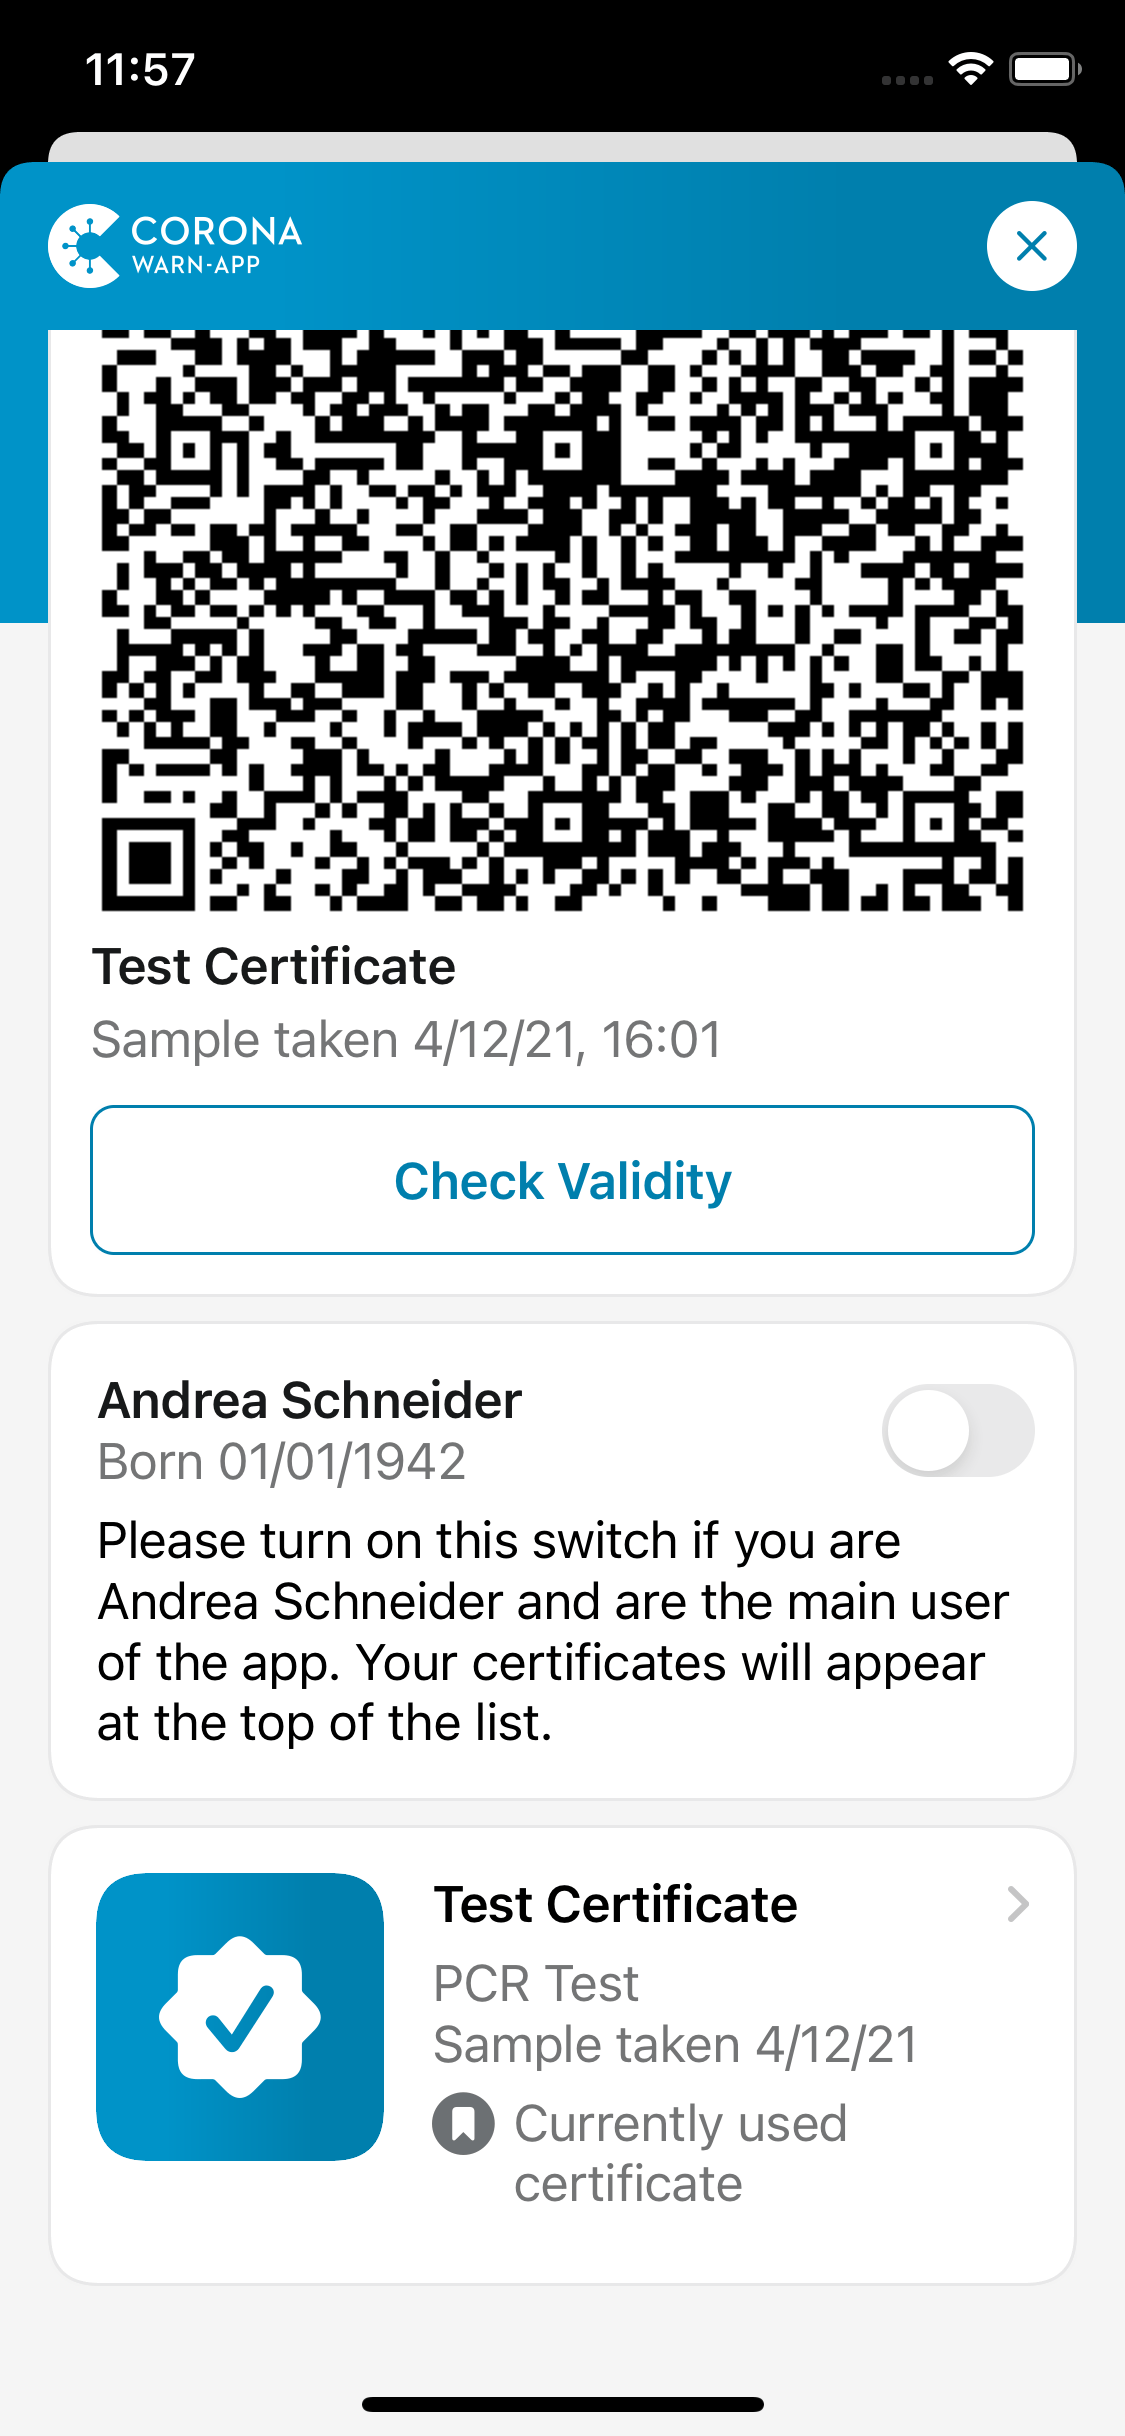 11:57
CORONA
WARN-APP
Test Certificate
Sample taken 4/12/21, 16:01
Check Validity
Andrea Schneider
Born 01/01/1942
Please turn on this switch if you are
Andrea Schneider and are the main user
of the app. Your certificates will appear
at the top of the list.
Test Certificate
PCR Test
Sample taken 4/12/21
Currently used
certificate